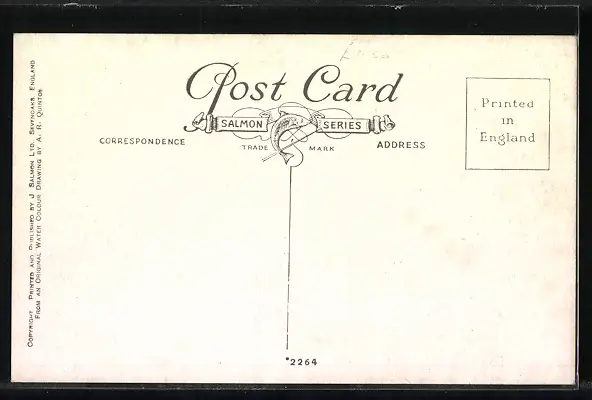 Post Card
SALMON SERIES
TRADE MARK
CORRESPONDENCE
ADDRESS
Printed
in
England
COPYRIGHT. PRINTED AND PUBLISHED BY J SALMON LTD. SEVENOAKS. ENGLAND
FROM AN ORIGINAL WATER COLOUR DRAWING BY A. R. QUINTON
*2264